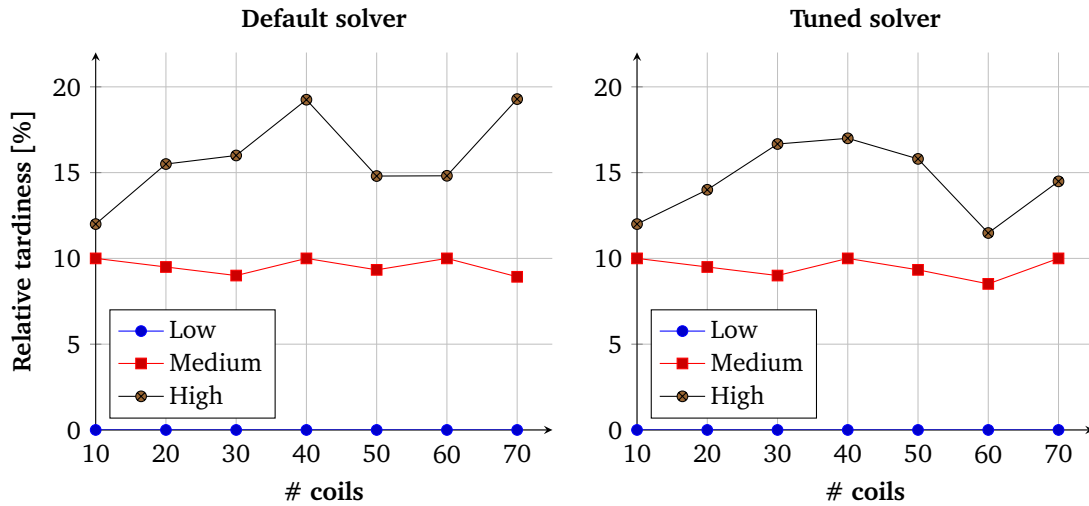 Default solver
Relative tardiness [%]
20
15
10
5
0
Low
Medium
High
10 20 30 40 50 60 70
# coils
Tuned solver
20
15
10
5
0
Low
Medium
High
10 20 30 40 50 60 70
# coils